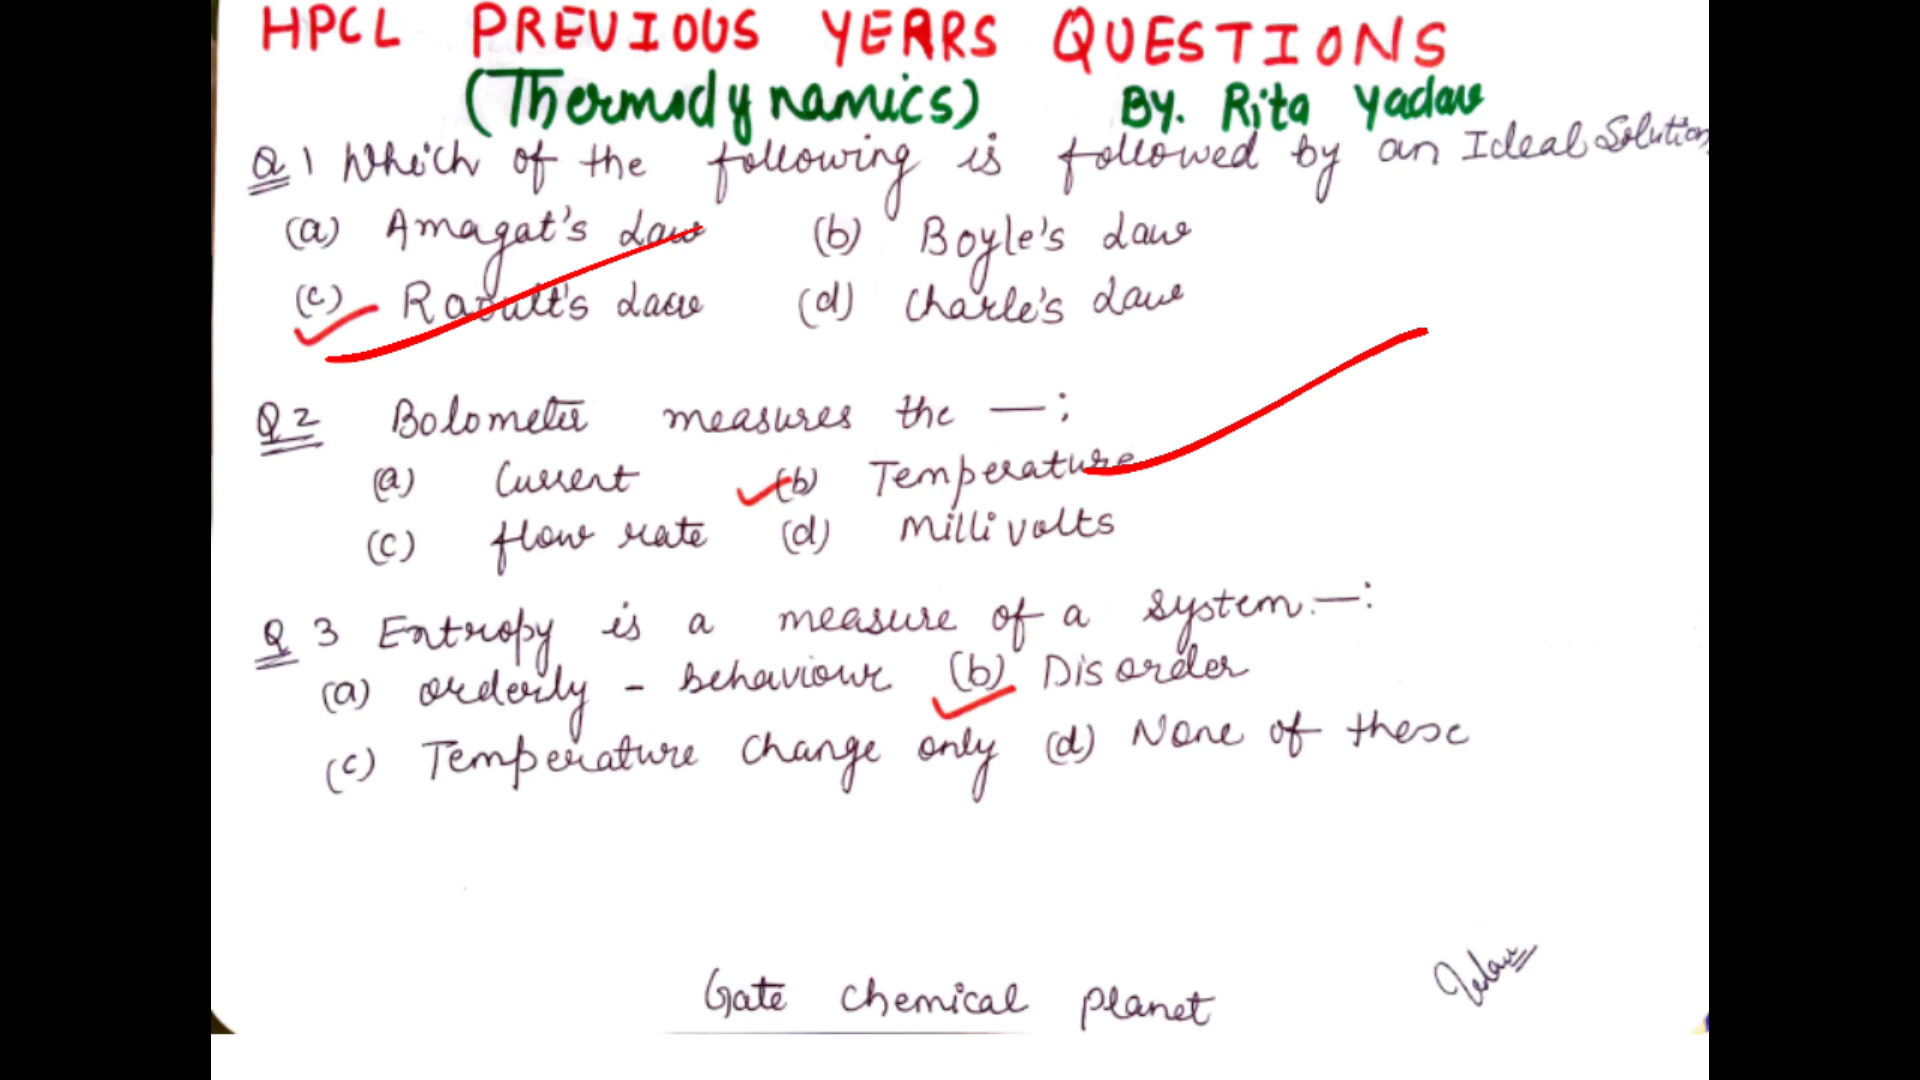 HPCL PREVIOUS YEARS QUESTIONS
(Thermodynamics) By. Rita Yadav
Q1 Which of the following is followed by an Ideal Solution
(a) Amagat's Law (b) Boyle's Law
(c) Raoult's Law (d) Charle's Law
Q2 Bolometer measures the —:
(a) Current (b) Temperature
(c) flow rate (d) Milli volts
Q3 Entropy is a measure of a system.—:
(a) orderly - behaviour (b) Disorder
(c) Temperature Change only (d) None of these
Gate Chemical Planet